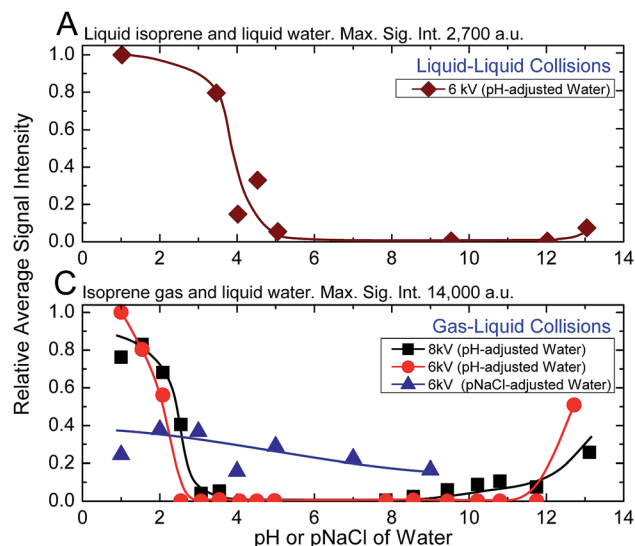 A
Liquid isoprene and liquid water. Max. Sig. Int. 2,700 a.u.
1.0
0.8
0.6
0.4
0.2
0.0
Liquid-Liquid Collisions
6 kV (pH-adjusted Water)
0 2 4 6 8 10 12 14
Relative Average Signal Intensity
C
Isoprene gas and liquid water. Max. Sig. Int. 14,000 a.u.
1.0
0.8
0.6
0.4
0.2
0.0
Gas-Liquid Collisions
8kV (pH-adjusted Water)
6kV (pH-adjusted Water)
6kV (pNaCl-adjusted Water)
0 2 4 6 8 10 12 14
pH or pNaCl of Water